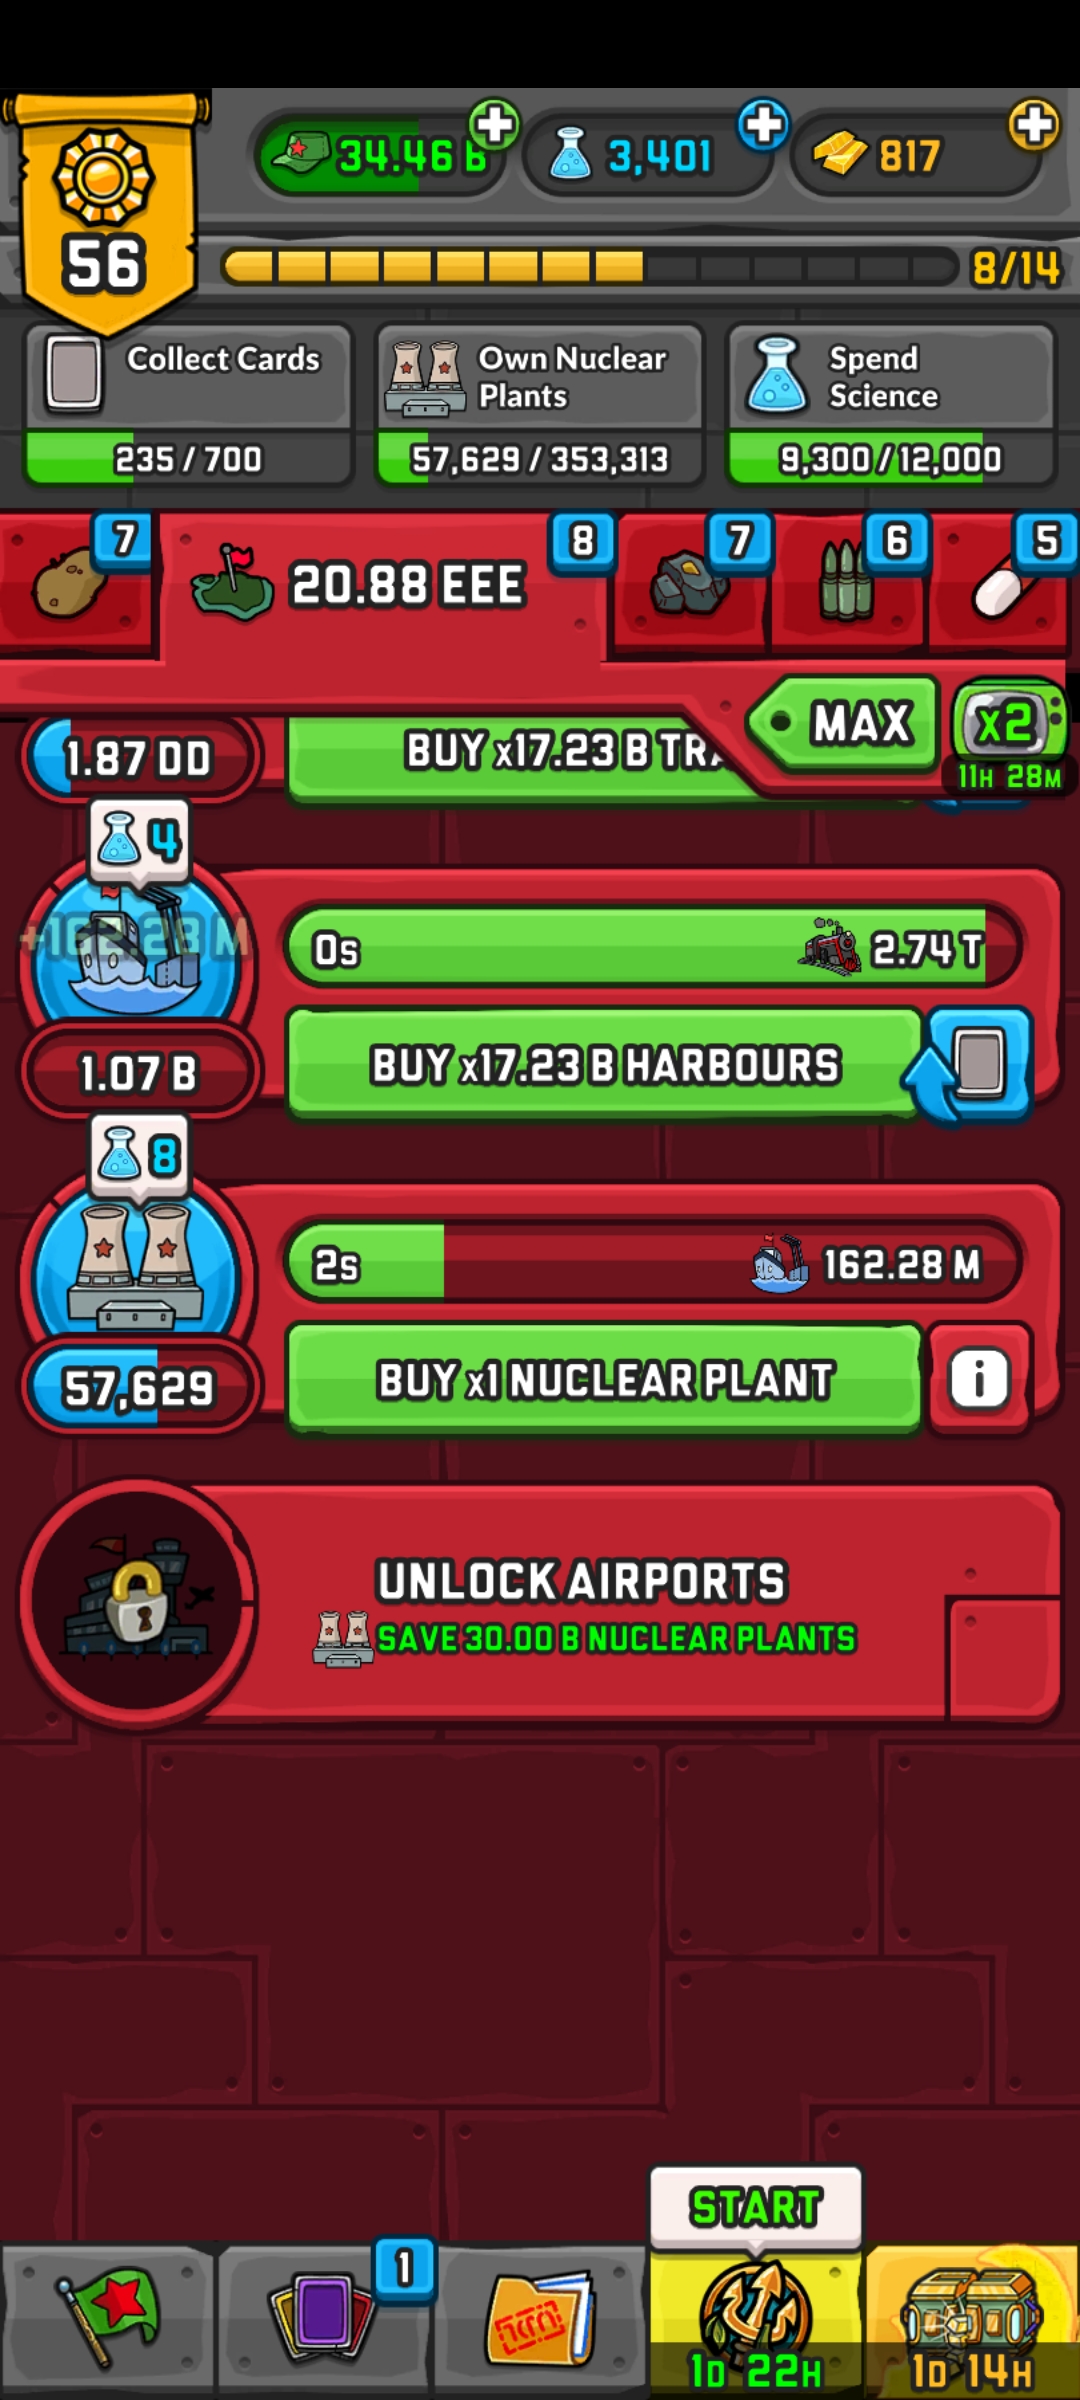 34.46 B
3,401
817
56
8/14
Collect Cards
235 / 700
Own Nuclear
Plants
57,629 / 353,313
Spend
Science
9,300 / 12,000
7
20.88 EEE
8
7
6
5
MAX
x2
11H 28M
1.87 DD
BUY x17.23 B
4
+162.28 M
0s
2.74 T
1.07 B
BUY x17.23 B HARBOURS
8
2s
162.28 M
57,629
BUY x1 NUCLEAR PLANT
i
UNLOCK AIRPORTS
SAVE 30.00 B NUCLEAR PLANTS
START
1
1D 22H
1D 14H